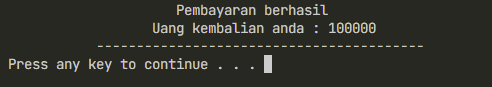 Pembayaran berhasil
Uang kembalian anda : 100000
-----------------------------------------
Press any key to continue . . .